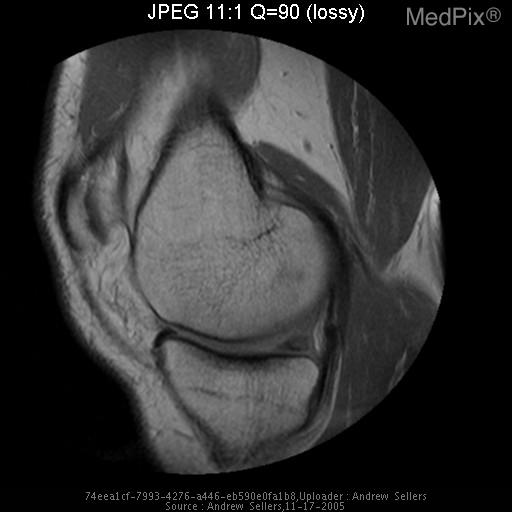 JPEG 11:1 Q=90 (lossy)
MedPix®
74eea1cf-7993-4276-a446-eb590e0fa1b8,Uploader : Andrew Sellers
Source : Andrew Sellers,11-17-2005